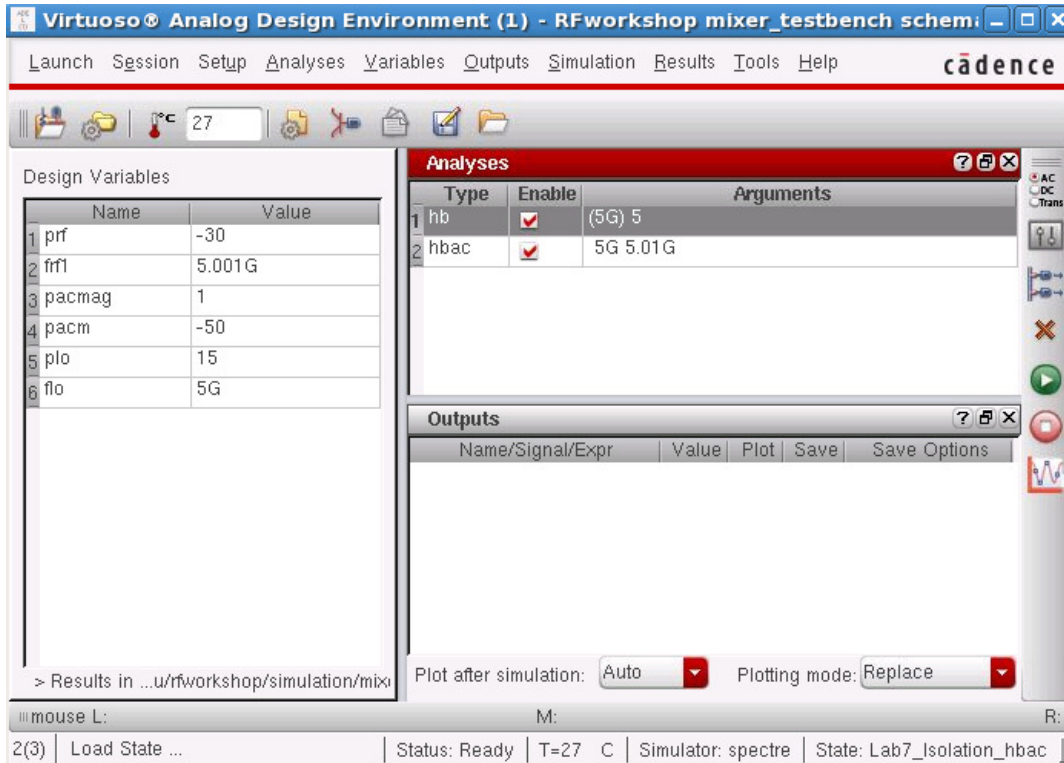 Virtuoso® Analog Design Environment (1) - RFworkshop mixer_testbench schema
Launch Session Setup Analyses Variables Outputs Simulation Results Tools Help cādence
°C 27
Design Variables
Name Value
1 prf -30
2 frf1 5.001G
3 pacmag 1
4 pacm -50
5 plo 15
6 flo 5G
> Results in ...u/rfworkshop/simulation/mix
Analyses
Type Enable Arguments
1 hb (5G) 5
2 hbac 5G 5.01G
AC
DC
Trans
Outputs
Name/Signal/Expr Value Plot Save Save Options
Plot after simulation: Auto Plotting mode: Replace
mouse L: M: R:
2(3) Load State ... Status: Ready T=27 C Simulator: spectre State: Lab7_Isolation_hbac